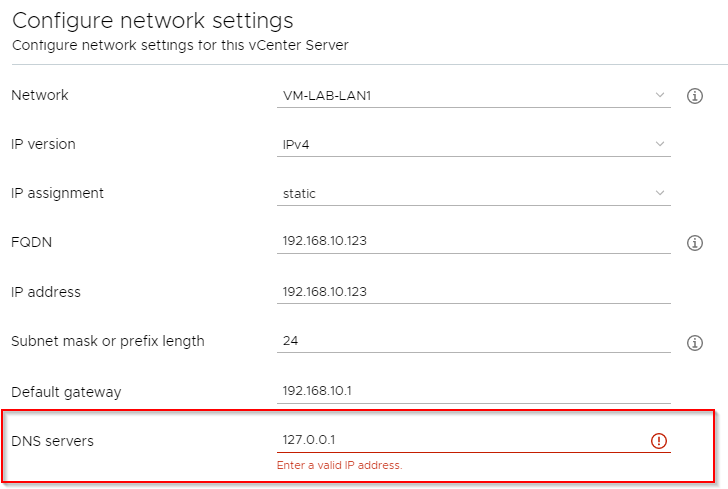 Configure network settings
Configure network settings for this vCenter Server
Network VM-LAB-LAN1
IP version IPv4
IP assignment static
FQDN 192.168.10.123
IP address 192.168.10.123
Subnet mask or prefix length 24
Default gateway 192.168.10.1
DNS servers 127.0.0.1
Enter a valid IP address.